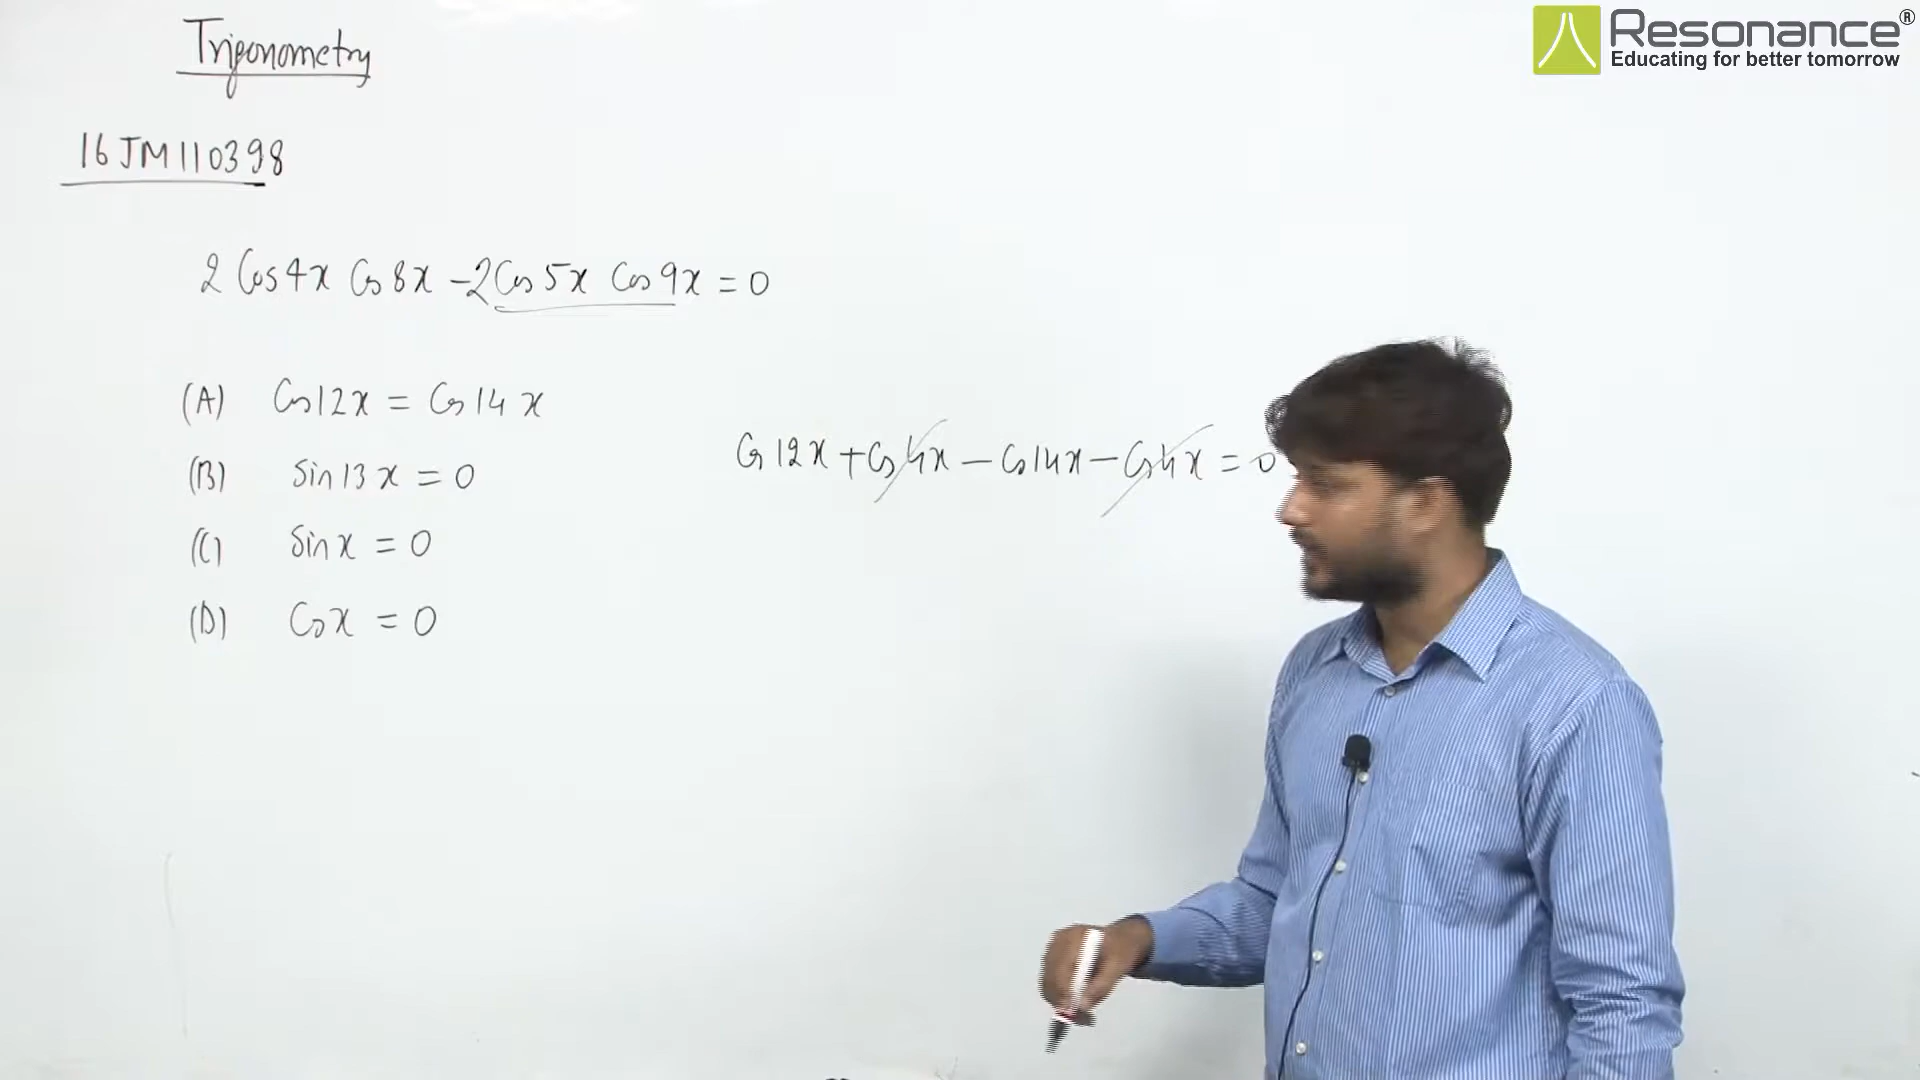 Trigonometry
Resonance®
Educating for better tomorrow
16JM110398
2 Cos4x Cos8x -2Cos5x Cos9x = 0
(A) Cos12x = Cos14x
Cos12x + Cos4x - Cos14x - Cos4x = 0
(B) Sin13x = 0
(C) Sinx = 0
(D) Cosx = 0